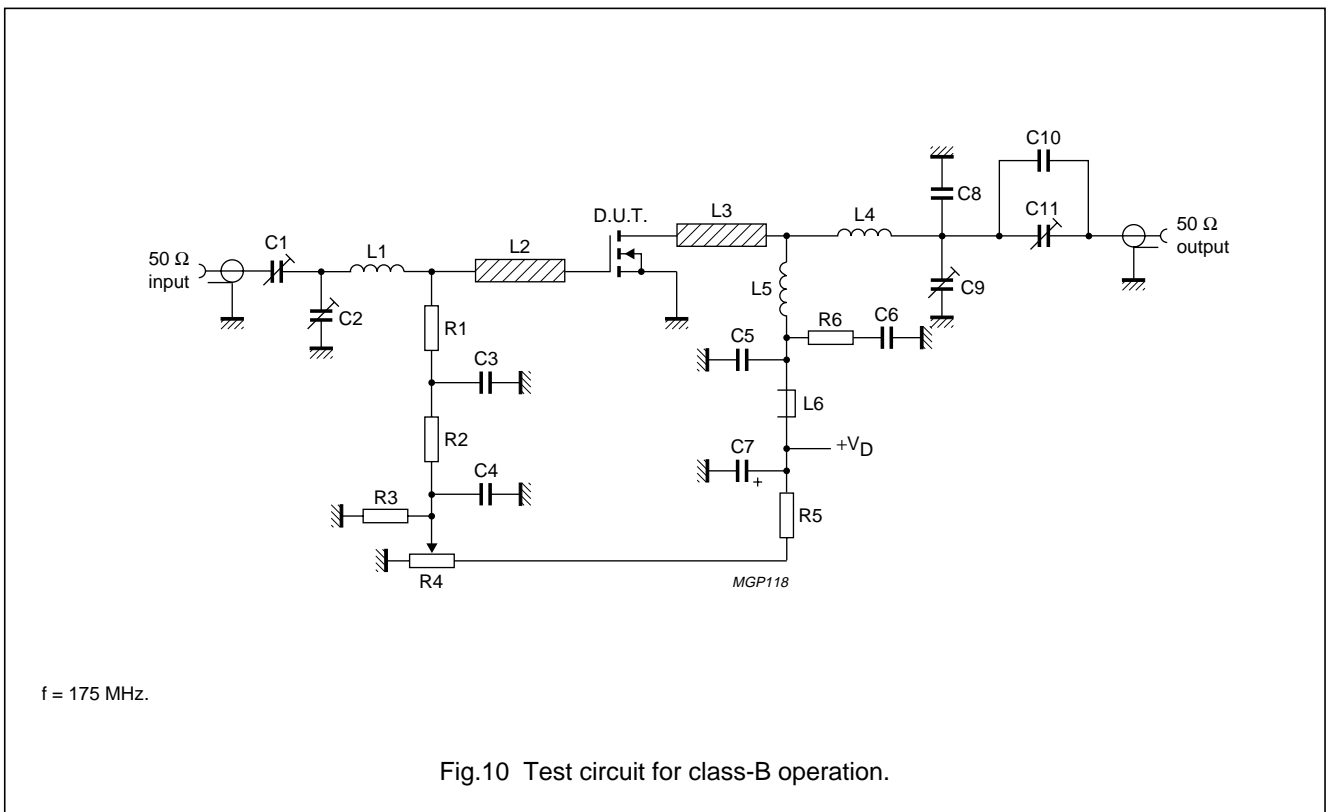 C10
C8
D.U.T.
L3
L4
C11
50 Ω
output
50 Ω
input
C1
L1
L2
L5
C9
C2
R1
R6
C6
C5
C3
L6
R2
+VD
C7
+
C4
R3
R5
R4
MGP118
f = 175 MHz.
Fig.10 Test circuit for class-B operation.